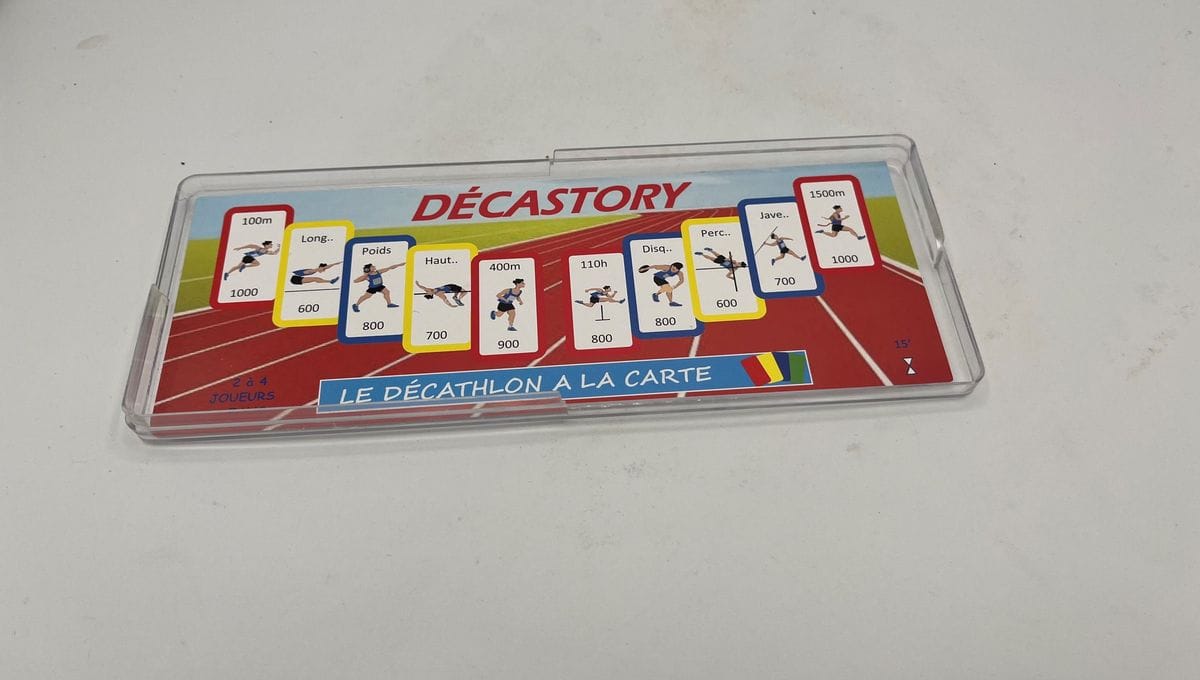 DÉCASTORY
100m
1000
Long..
600
Poids
800
Haut..
700
400m
900
110h
800
Disq..
800
Perc..
600
Jave..
700
1500m
1000
2 à 4
JOUEURS
LE DÉCATHLON A LA CARTE
15'